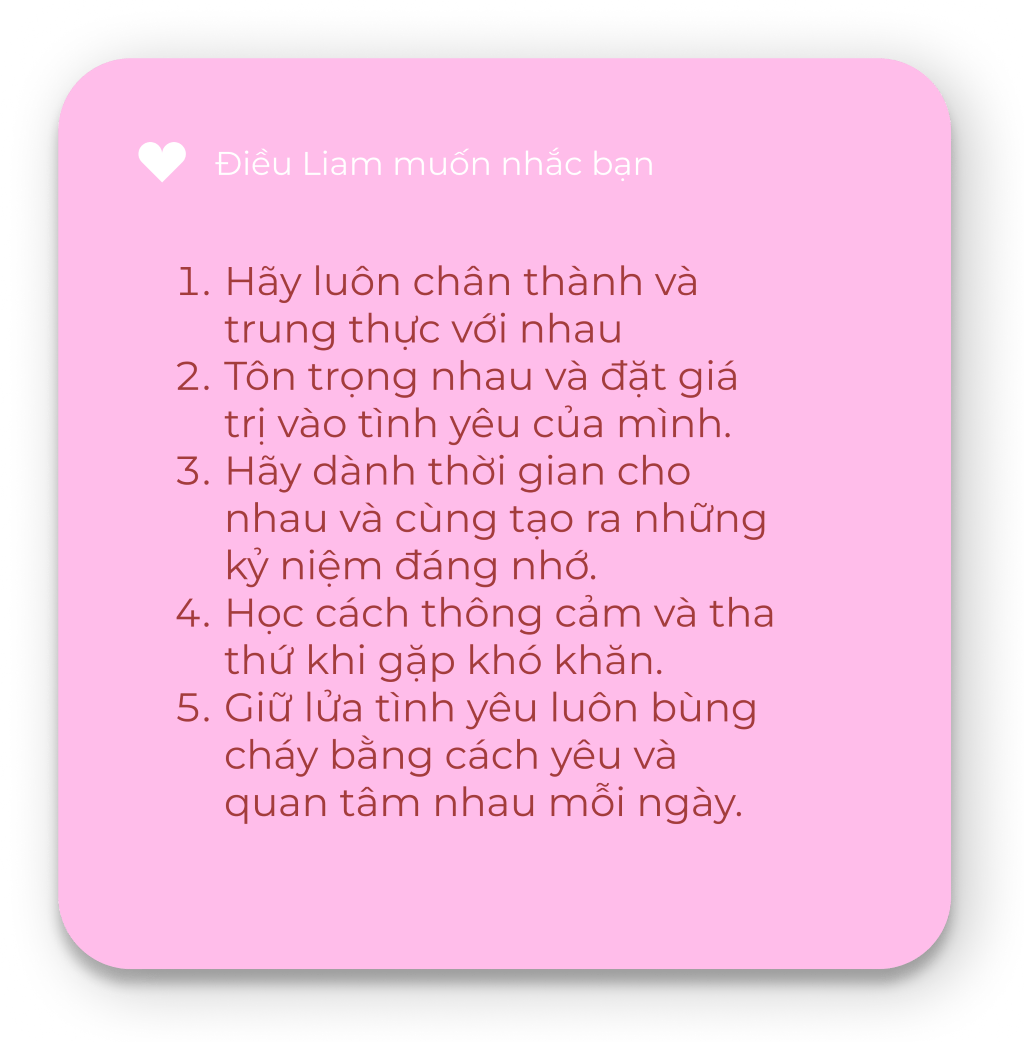 Điều Liam muốn nhắc bạn
1. Hãy luôn chân thành và
trung thực với nhau
2. Tôn trọng nhau và đặt giá
trị vào tình yêu của mình.
3. Hãy dành thời gian cho
nhau và cùng tạo ra những
kỷ niệm đáng nhớ.
4. Học cách thông cảm và tha
thứ khi gặp khó khăn.
5. Giữ lửa tình yêu luôn bùng
cháy bằng cách yêu và
quan tâm nhau mỗi ngày.